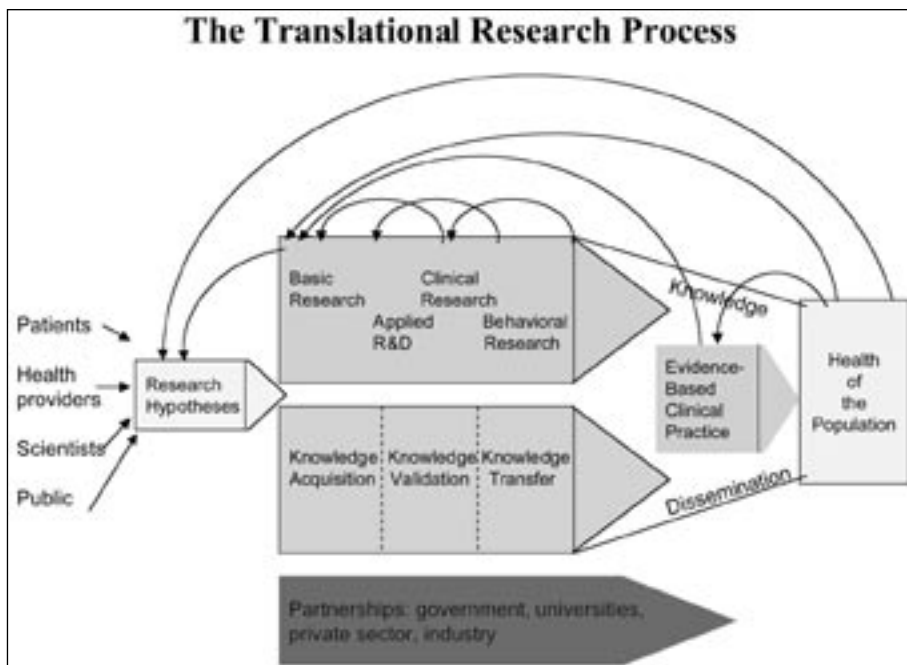 The Translational Research Process
Patients
Health
providers
Scientists
Public
Research
Hypotheses
Basic
Research
Applied
R&D
Clinical
Research
Behavioral
Research
Knowledge
Acquisition
Knowledge
Validation
Knowledge
Transfer
Partnerships: government, universities,
private sector, industry
Knowledge
Dissemination
Evidence-
Based
Clinical
Practice
Health
of
the
Population